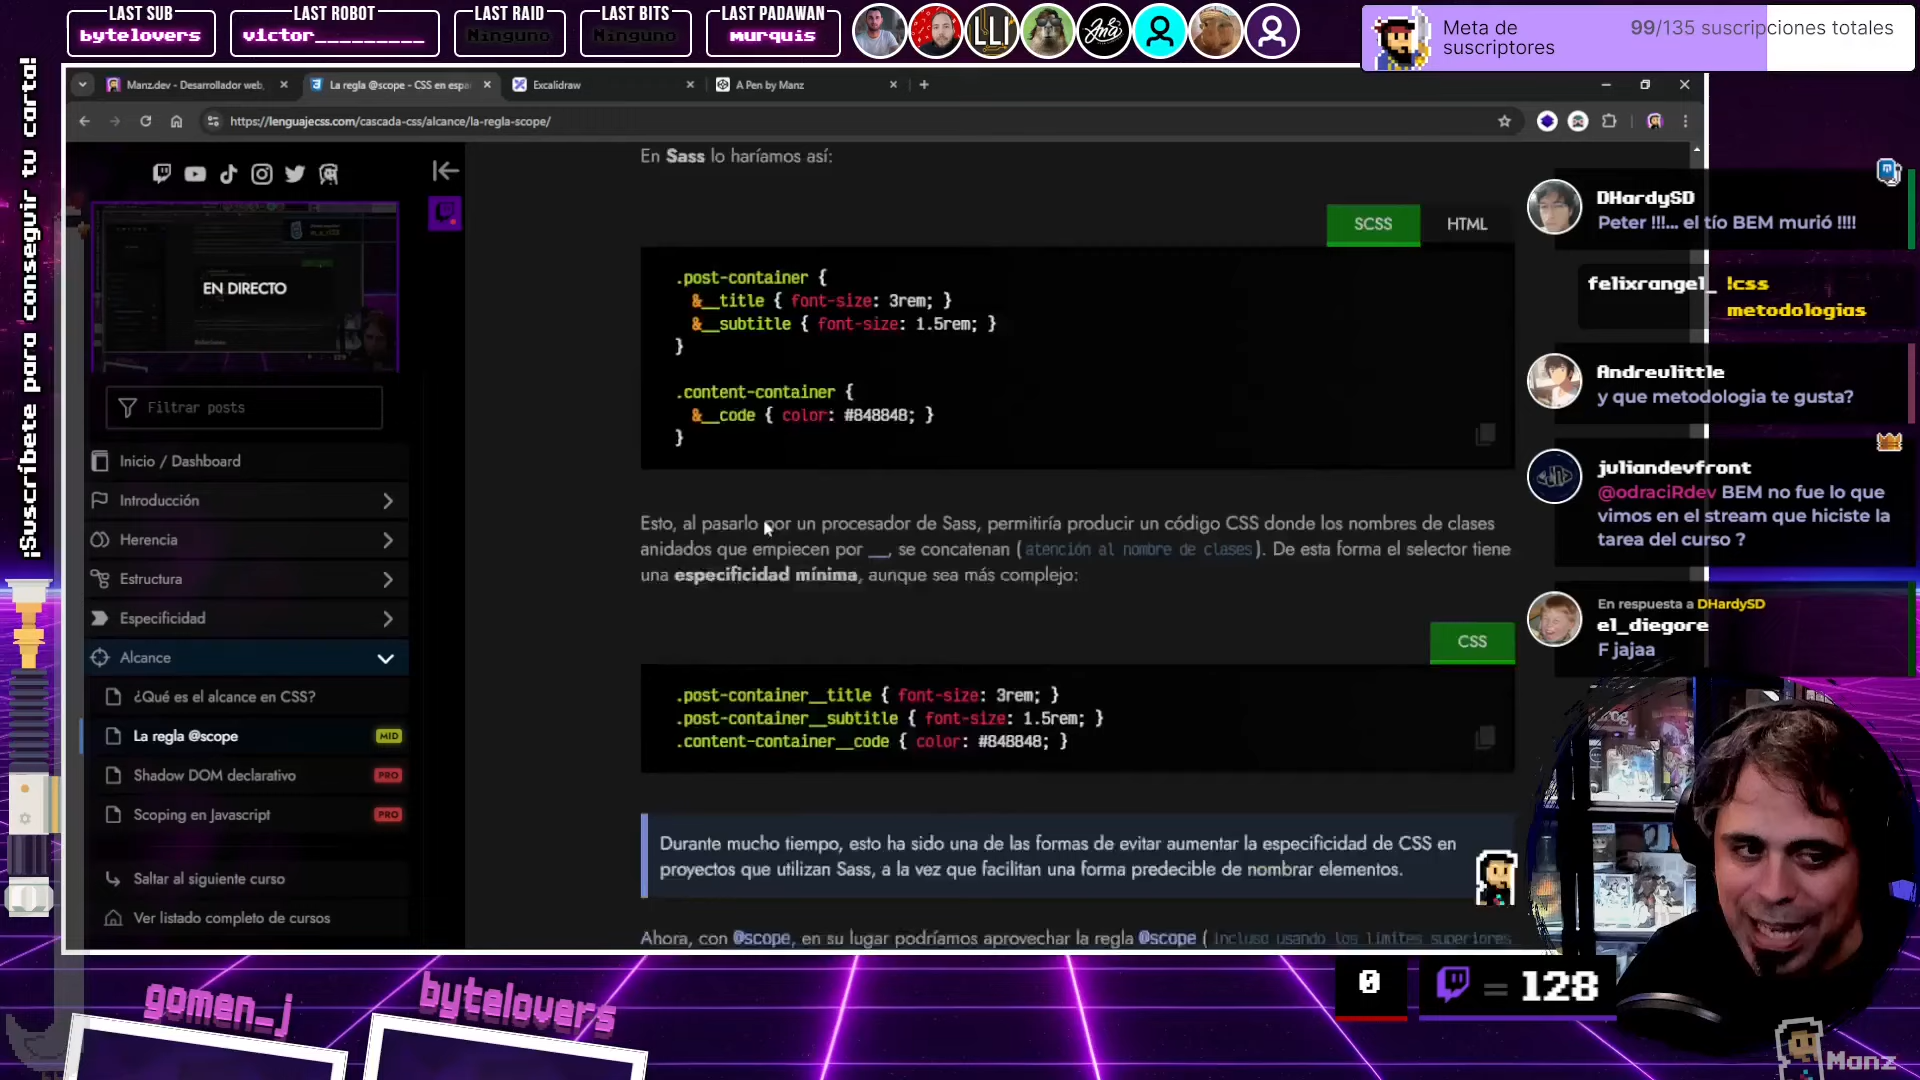 LAST SUB
bytelovers
LAST ROBOT
victor_________
LAST RAID
Ninguno
LAST BITS
Ninguno
LAST PADAWAN
murquis
LLI
Meta de
suscriptores
99/135 suscripciones totales
¡Suscríbete para conseguir tu carta!
Manz.dev - Desarrollador web,
La regla @scope - CSS en espa
Excalidraw
A Pen by Manz
https://lenguajecss.com/cascada-css/alcance/la-regla-scope/
EN DIRECTO
Filtrar posts
Inicio / Dashboard
Introducción
Herencia
Estructura
Especificidad
Alcance
¿Qué es el alcance en CSS?
La regla @scope MID
Shadow DOM declarativo PRO
Scoping en Javascript PRO
Saltar al siguiente curso
Ver listado completo de cursos
En Sass lo haríamos así:
SCSS HTML
.post-container {
&__title { font-size: 3rem; }
&__subtitle { font-size: 1.5rem; }
}
.content-container {
&__code { color: #848848; }
}
Esto, al pasarlo por un procesador de Sass, permitiría producir un código CSS donde los nombres de clases
anidados que empiecen por __, se concatenan ( atención al nombre de clases ). De esta forma el selector tiene
una especificidad mínima, aunque sea más complejo:
CSS
.post-container__title { font-size: 3rem; }
.post-container__subtitle { font-size: 1.5rem; }
.content-container__code { color: #848848; }
Durante mucho tiempo, esto ha sido una de las formas de evitar aumentar la especificidad de CSS en
proyectos que utilizan Sass, a la vez que facilitan una forma predecible de nombrar elementos.
Ahora, con @scope, en su lugar podríamos aprovechar la regla @scope ( incluso usando los límites superiores
DHardySD
Peter !!!... el tío BEM murió !!!!
felixrangel_ !css
metodologias
Andreulittle
y que metodologia te gusta?
juliandevfront
@odraciRdev BEM no fue lo que
vimos en el stream que hiciste la
tarea del curso ?
En respuesta a DHardySD
el_diegore
F jajaa
gomen_j
bytelovers
0
= 128
Manz